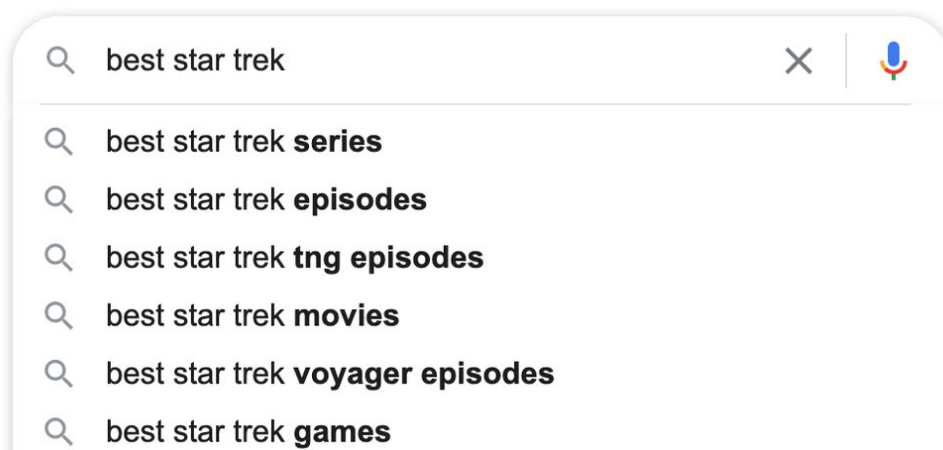 best star trek
best star trek series
best star trek episodes
best star trek tng episodes
best star trek movies
best star trek voyager episodes
best star trek games